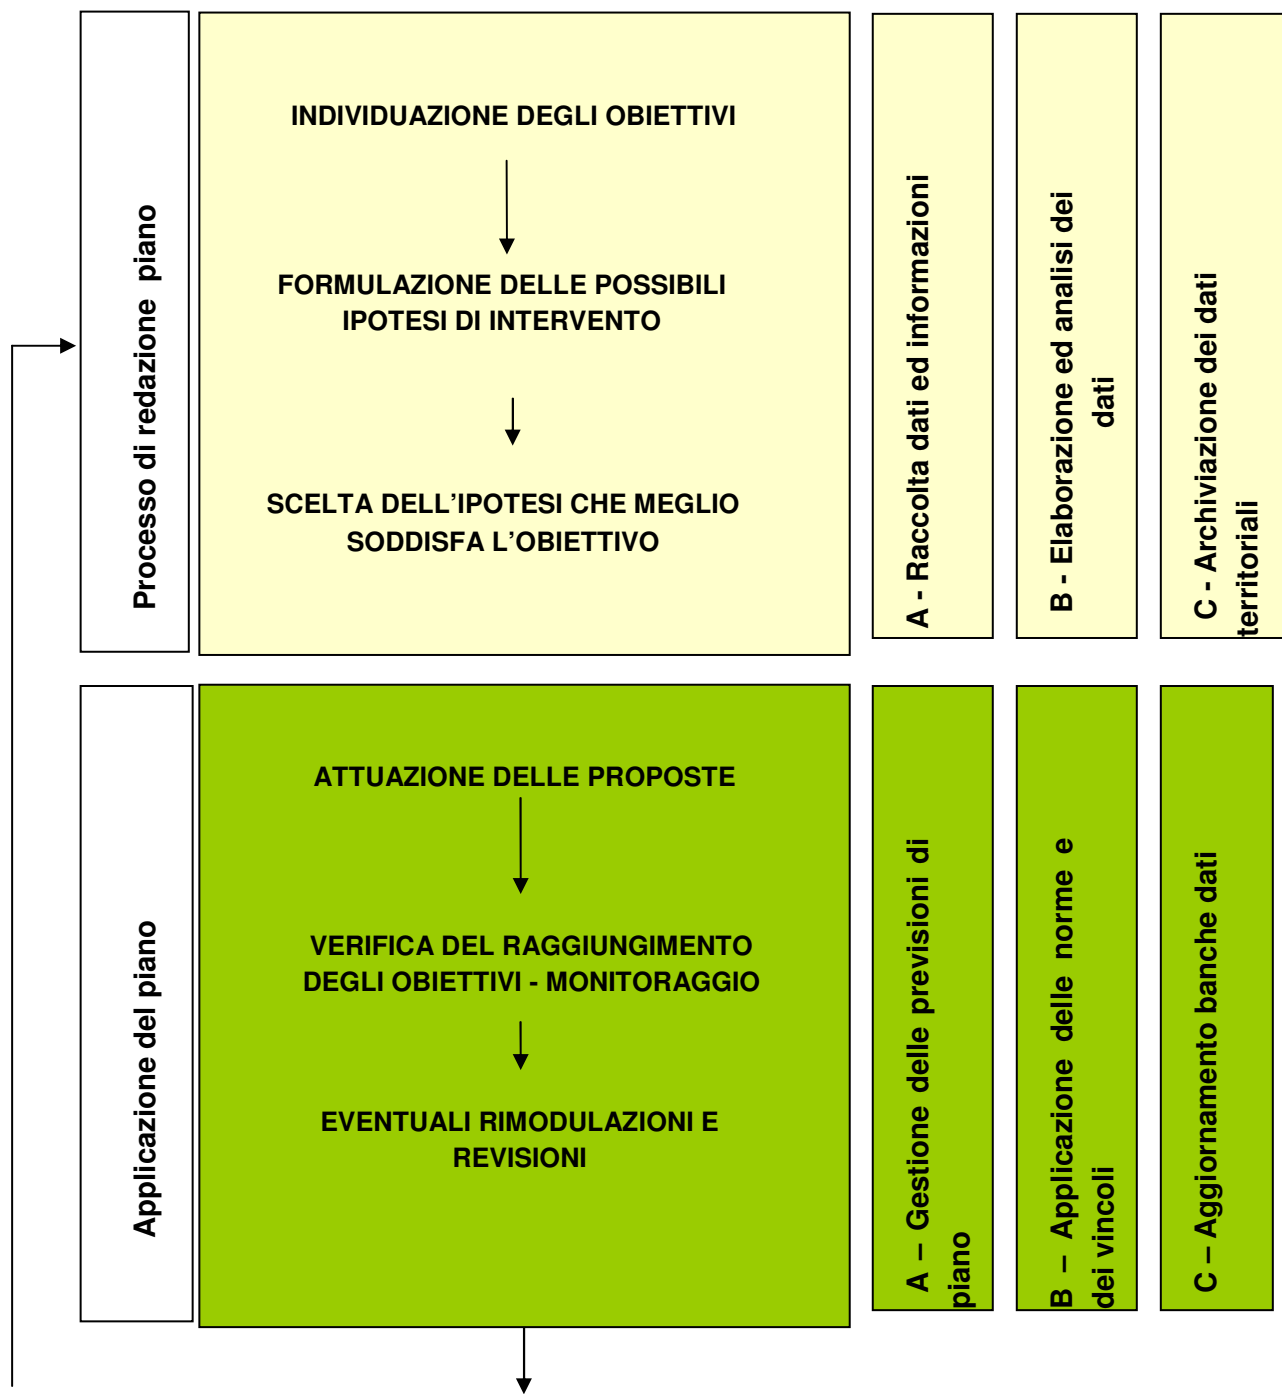 Processo di redazione piano
INDIVIDUAZIONE DEGLI OBIETTIVI
FORMULAZIONE DELLE POSSIBILI
IPOTESI DI INTERVENTO
SCELTA DELL’IPOTESI CHE MEGLIO
SODDISFA L’OBIETTIVO
A - Raccolta dati ed informazioni
B - Elaborazione ed analisi dei
dati
C - Archiviazione dei dati
territoriali
Applicazione del piano
ATTUAZIONE DELLE PROPOSTE
VERIFICA DEL RAGGIUNGIMENTO
DEGLI OBIETTIVI - MONITORAGGIO
EVENTUALI RIMODULAZIONI E
REVISIONI
A – Gestione delle previsioni di
piano
B – Applicazione delle norme e
dei vincoli
C – Aggiornamento banche dati